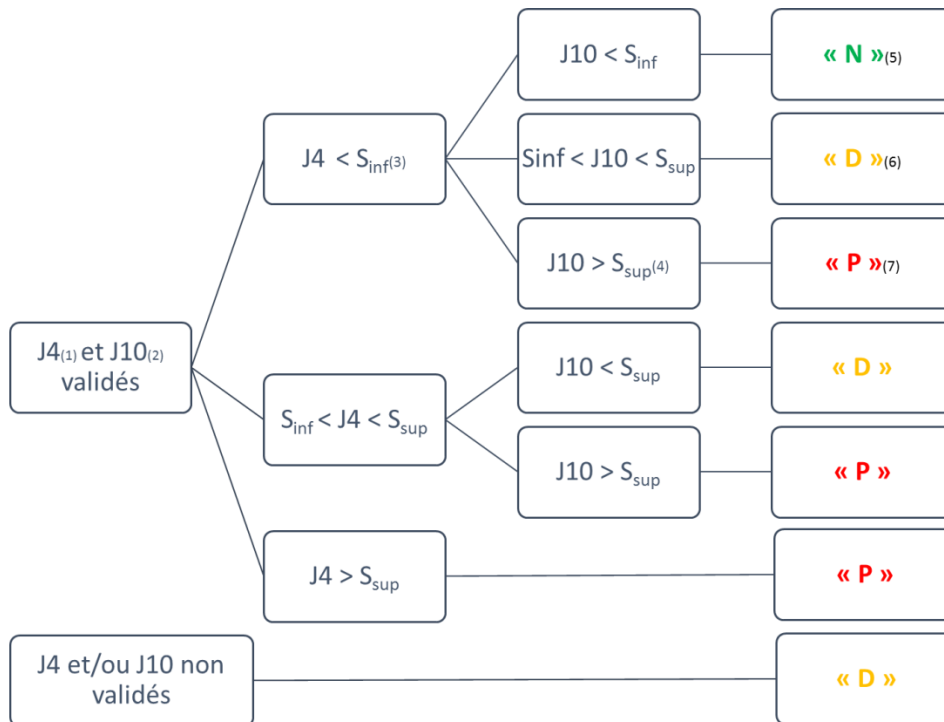 J10 < Sinf
« N »(5)
J4 < Sinf(3)
Sinf < J10 < Ssup
« D »(6)
J10 > Ssup(4)
« P »(7)
J4(1) et J10(2)
validés
Sinf < J4 < Ssup
J10 < Ssup
« D »
J10 > Ssup
« P »
J4 > Ssup
« P »
J4 et/ou J10 non
validés
« D »